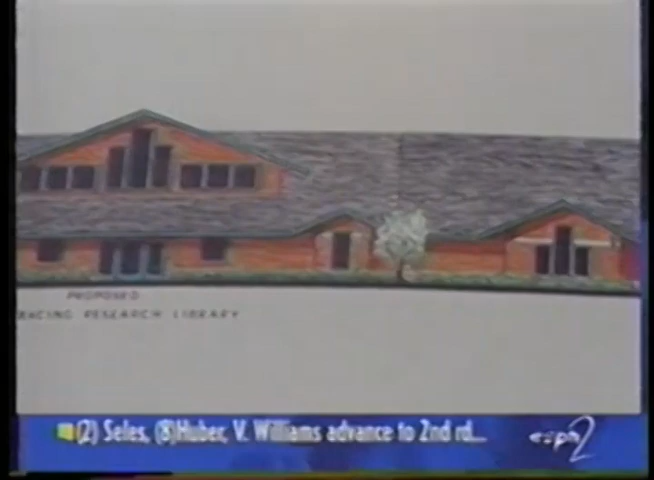 PROPOSED
RACING RESEARCH LIBRARY
(2) Seles, (8)Huber, V. Williams advance to 2nd rd...
espn2